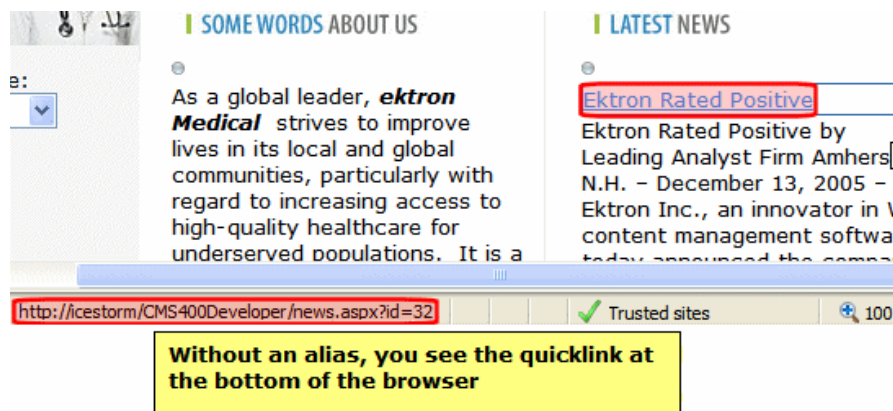 SOME WORDS ABOUT US
As a global leader, ektron
Medical strives to improve
lives in its local and global
communities, particularly with
regard to increasing access to
high-quality healthcare for
underserved populations. It is a
LATEST NEWS
Ektron Rated Positive
Ektron Rated Positive by
Leading Analyst Firm Amhers
N.H. – December 13, 2005 –
Ektron Inc., an innovator in W
content management softwa
today announced the compa
e:
http://icestorm/CMS400Developer/news.aspx?id=32
Trusted sites
100
Without an alias, you see the quicklink at
the bottom of the browser